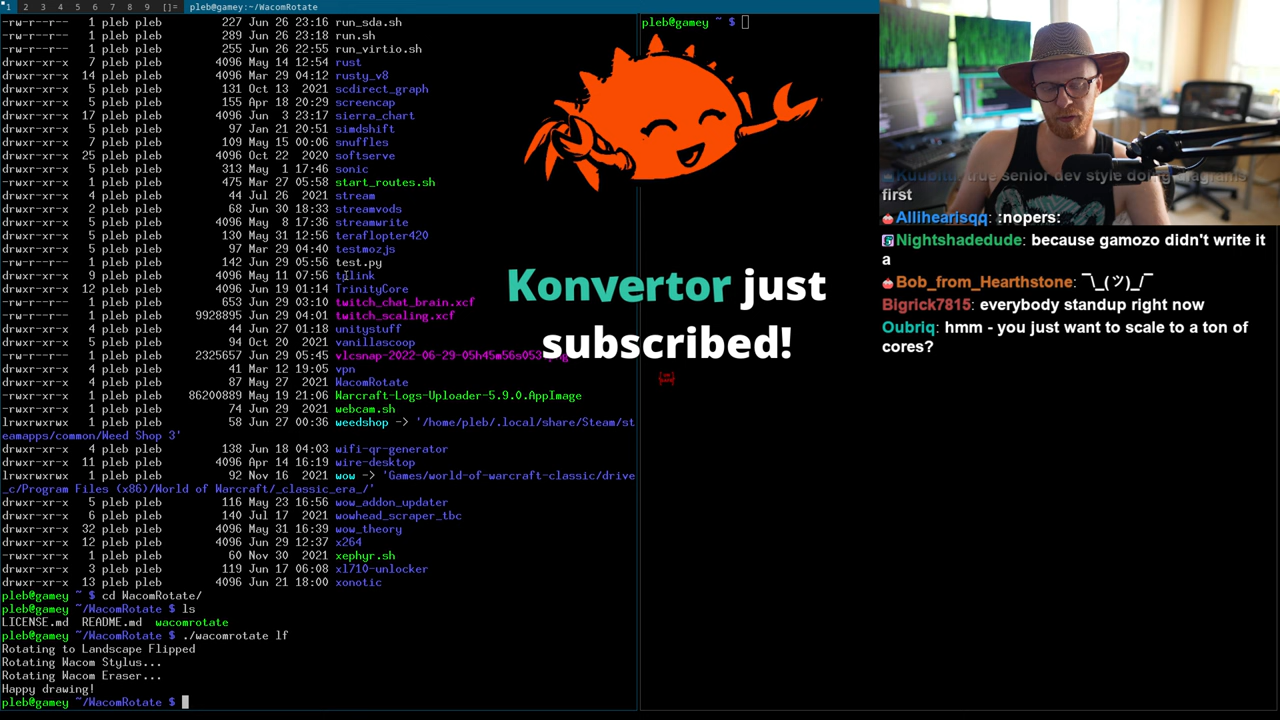 1 2 3 4 5 6 7 8 9 []= pleb@gamey:~/WacomRotate
-rw-r--r-- 1 pleb pleb 227 Jun 26 23:16 run_sda.sh
-rw-r--r-- 1 pleb pleb 289 Jun 26 23:18 run.sh
-rw-r--r-- 1 pleb pleb 255 Jun 26 22:55 run_virtio.sh
drwxr-xr-x 7 pleb pleb 4096 May 14 12:54 rust
drwxr-xr-x 14 pleb pleb 4096 Mar 29 04:12 rusty_v8
drwxr-xr-x 5 pleb pleb 131 Oct 13 2021 scdirect_graph
drwxr-xr-x 5 pleb pleb 155 Apr 18 20:29 screencap
drwxr-xr-x 17 pleb pleb 4096 Jun 3 23:17 sierra_chart
drwxr-xr-x 5 pleb pleb 97 Jan 21 20:51 simdshift
drwxr-xr-x 7 pleb pleb 109 May 15 00:06 snuffles
drwxr-xr-x 25 pleb pleb 4096 Oct 22 2020 softserve
drwxr-xr-x 5 pleb pleb 313 May 1 17:46 sonic
-rwxr-xr-x 1 pleb pleb 475 Mar 27 05:58 start_routes.sh
drwxr-xr-x 4 pleb pleb 44 Jul 26 2021 stream
drwxr-xr-x 2 pleb pleb 68 Jun 30 18:33 streamvods
drwxr-xr-x 5 pleb pleb 4096 May 8 17:36 streamwrite
drwxr-xr-x 5 pleb pleb 130 May 31 12:56 teraflopter420
drwxr-xr-x 5 pleb pleb 97 Mar 29 04:40 testmozjs
-rw-r--r-- 1 pleb pleb 142 Jun 29 05:56 test.py
drwxr-xr-x 9 pleb pleb 4096 May 11 07:56 tplink
drwxr-xr-x 12 pleb pleb 4096 Jun 19 01:14 TrinityCore
-rw-r--r-- 1 pleb pleb 653 Jun 29 03:10 twitch_chat_brain.xcf
-rw-r--r-- 1 pleb pleb 9928895 Jun 29 04:01 twitch_scaling.xcf
drwxr-xr-x 4 pleb pleb 44 Jun 27 01:18 unitystuff
drwxr-xr-x 5 pleb pleb 94 Oct 20 2021 vanillascoop
-rw-r--r-- 1 pleb pleb 2325657 Jun 29 05:45 vlcsnap-2022-06-29-05h45m56s053
drwxr-xr-x 4 pleb pleb 41 Mar 12 19:05 vpn
drwxr-xr-x 4 pleb pleb 87 May 27 2021 WacomRotate
-rwxr-xr-x 1 pleb pleb 86200889 May 19 21:06 Warcraft-Logs-Uploader-5.9.0.AppImage
-rwxr-xr-x 1 pleb pleb 74 Jun 29 2021 webcam.sh
lrwxrwxrwx 1 pleb pleb 58 Jun 27 00:36 weedshop -> '/home/pleb/.local/share/Steam/st
eamapps/common/Weed Shop 3'
drwxr-xr-x 4 pleb pleb 138 Jun 18 04:03 wifi-qr-generator
drwxr-xr-x 11 pleb pleb 4096 Apr 14 16:19 wire-desktop
lrwxrwxrwx 1 pleb pleb 92 Nov 16 2021 wow -> 'Games/world-of-warcraft-classic/drive
_c/Program Files (x86)/World of Warcraft/_classic_era_/'
drwxr-xr-x 5 pleb pleb 116 May 23 16:56 wow_addon_updater
drwxr-xr-x 6 pleb pleb 140 Jul 17 2021 wowhead_scraper_tbc
drwxr-xr-x 32 pleb pleb 4096 May 31 16:39 wow_theory
drwxr-xr-x 12 pleb pleb 4096 Jun 29 12:37 x264
-rwxr-xr-x 1 pleb pleb 60 Nov 30 2021 xephyr.sh
drwxr-xr-x 3 pleb pleb 119 Jun 17 06:08 xl710-unlocker
drwxr-xr-x 13 pleb pleb 4096 Jun 21 18:00 xonotic
pleb@gamey ~ $ cd WacomRotate/
pleb@gamey ~/WacomRotate $ ls
LICENSE.md README.md wacomrotate
pleb@gamey ~/WacomRotate $ ./wacomrotate lf
Rotating to Landscape Flipped
Rotating Wacom Stylus...
Rotating Wacom Eraser...
Happy drawing!
pleb@gamey ~/WacomRotate $
pleb@gamey ~ $
Konvertor just
subscribed!
true senior dev style doing diagrams
first
Allihearisqq: :nopers:
Nightshadedude: because gamozo didn't write it
a
Bob_from_Hearthstone: ¯\_(ツ)_/¯
Bigrick7815: everybody standup right now
Oubriq: hmm - you just want to scale to a ton of
cores?